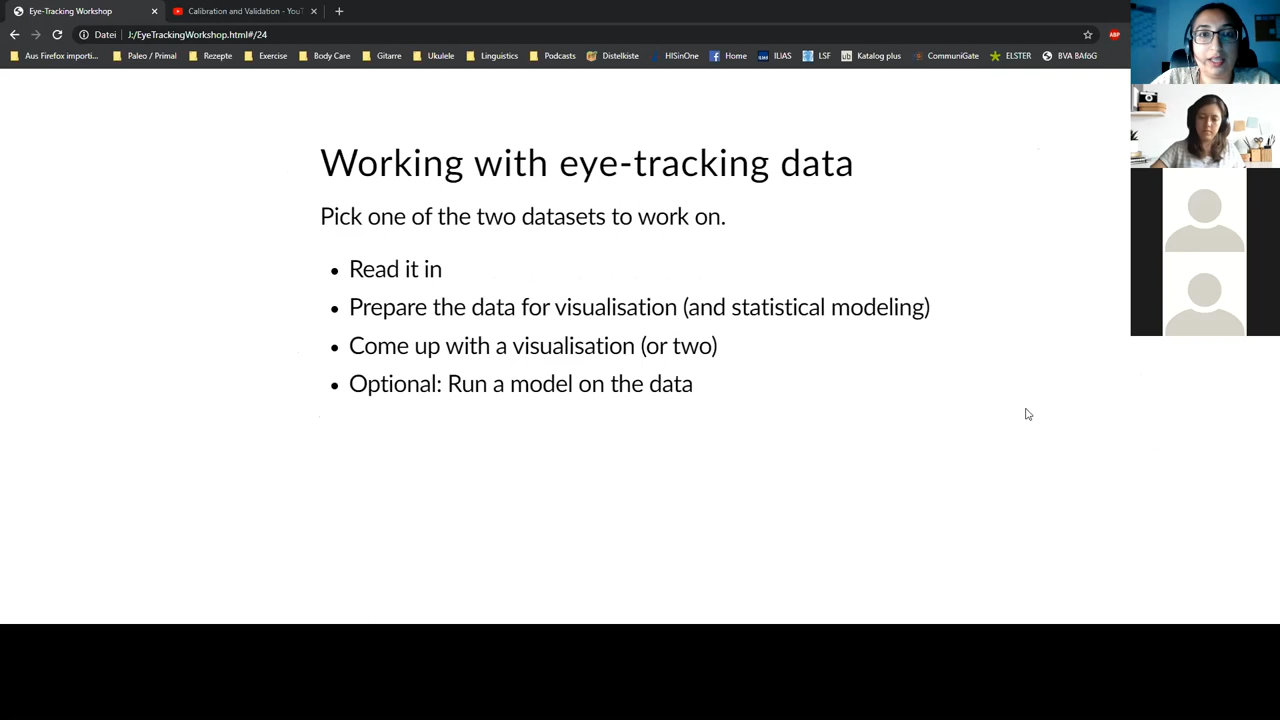 Eye-Tracking Workshop
Calibration and Validation - YouT
Datei
J:/EyeTrackingWorkshop.html#/24
ABP
Aus Firefox importi...
Paleo / Primal
Rezepte
Exercise
Body Care
Gitarre
Ukulele
Linguistics
Podcasts
Distelkiste
HISinOne
Home
ILIAS
LSF
ub
Katalog plus
CommuniGate
ELSTER
BVA BAföG
Working with eye-tracking data
Pick one of the two datasets to work on.
• Read it in
• Prepare the data for visualisation (and statistical modeling)
• Come up with a visualisation (or two)
• Optional: Run a model on the data